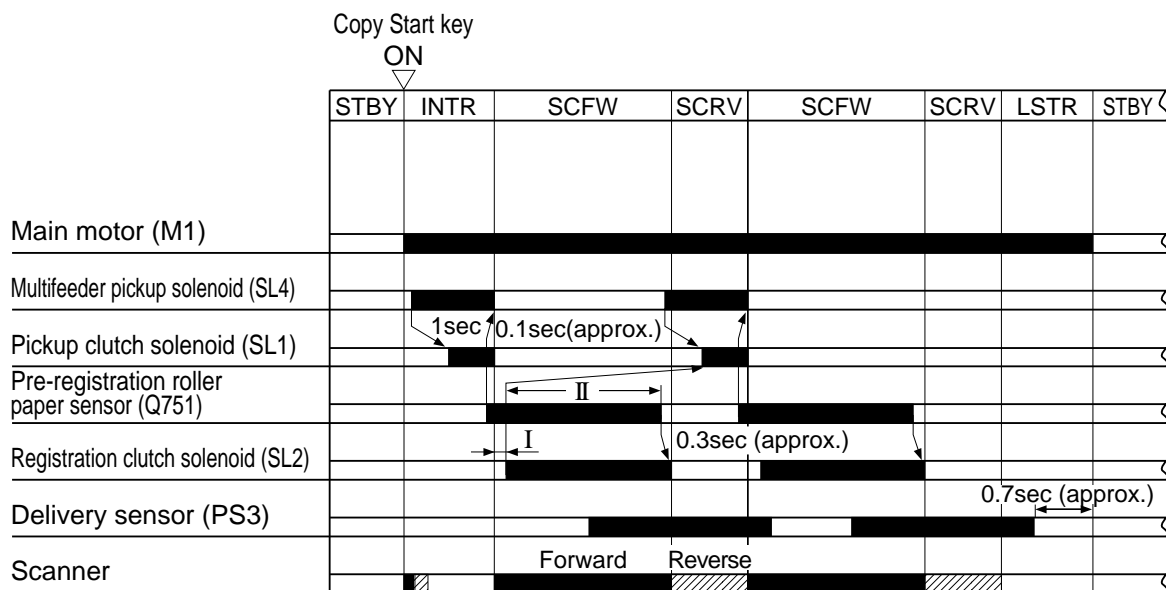 Copy Start key
ON
STBY INTR SCFW SCRV SCFW SCRV LSTR STBY
Main motor (M1)
Multifeeder pickup solenoid (SL4)
1sec 0.1sec(approx.)
Pickup clutch solenoid (SL1)
Pre-registration roller
paper sensor (Q751)
II
I
0.3sec (approx.)
Registration clutch solenoid (SL2)
0.7sec (approx.)
Delivery sensor (PS3)
Forward Reverse
Scanner